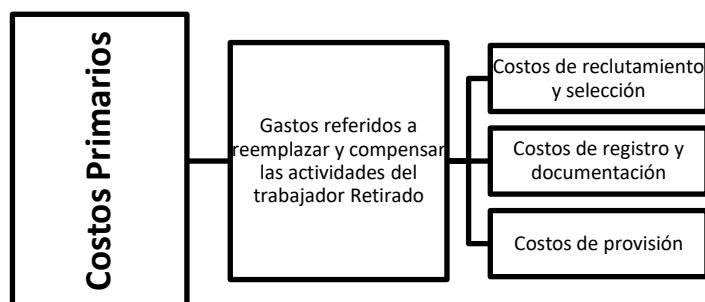 Costos Primarios
Gastos referidos a
reemplazar y compensar
las actividades del
trabajador Retirado
Costos de reclutamiento
y selección
Costos de registro y
documentación
Costos de provisión